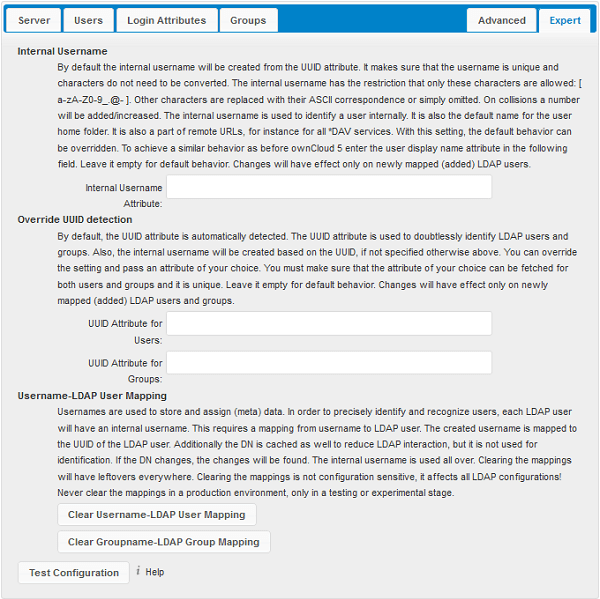 Server Users Login Attributes Groups Advanced Expert
Internal Username
By default the internal username will be created from the UUID attribute. It makes sure that the username is unique and
characters do not need to be converted. The internal username has the restriction that only these characters are allowed: [
a-zA-Z0-9_.@- ]. Other characters are replaced with their ASCII correspondence or simply omitted. On collisions a number
will be added/increased. The internal username is used to identify a user internally. It is also the default name for the user
home folder. It is also a part of remote URLs, for instance for all *DAV services. With this setting, the default behavior can
be overridden. To achieve a similar behavior as before ownCloud 5 enter the user display name attribute in the following
field. Leave it empty for default behavior. Changes will have effect only on newly mapped (added) LDAP users.
Internal Username
Attribute:
Override UUID detection
By default, the UUID attribute is automatically detected. The UUID attribute is used to doubtlessly identify LDAP users and
groups. Also, the internal username will be created based on the UUID, if not specified otherwise above. You can override
the setting and pass an attribute of your choice. You must make sure that the attribute of your choice can be fetched for
both users and groups and it is unique. Leave it empty for default behavior. Changes will have effect only on newly
mapped (added) LDAP users and groups.
UUID Attribute for
Users:
UUID Attribute for
Groups:
Username-LDAP User Mapping
Usernames are used to store and assign (meta) data. In order to precisely identify and recognize users, each LDAP user
will have an internal username. This requires a mapping from username to LDAP user. The created username is mapped to
the UUID of the LDAP user. Additionally the DN is cached as well to reduce LDAP interaction, but it is not used for
identification. If the DN changes, the changes will be found. The internal username is used all over. Clearing the mappings
will have leftovers everywhere. Clearing the mappings is not configuration sensitive, it affects all LDAP configurations!
Never clear the mappings in a production environment, only in a testing or experimental stage.
Clear Username-LDAP User Mapping
Clear Groupname-LDAP Group Mapping
Test Configuration i Help